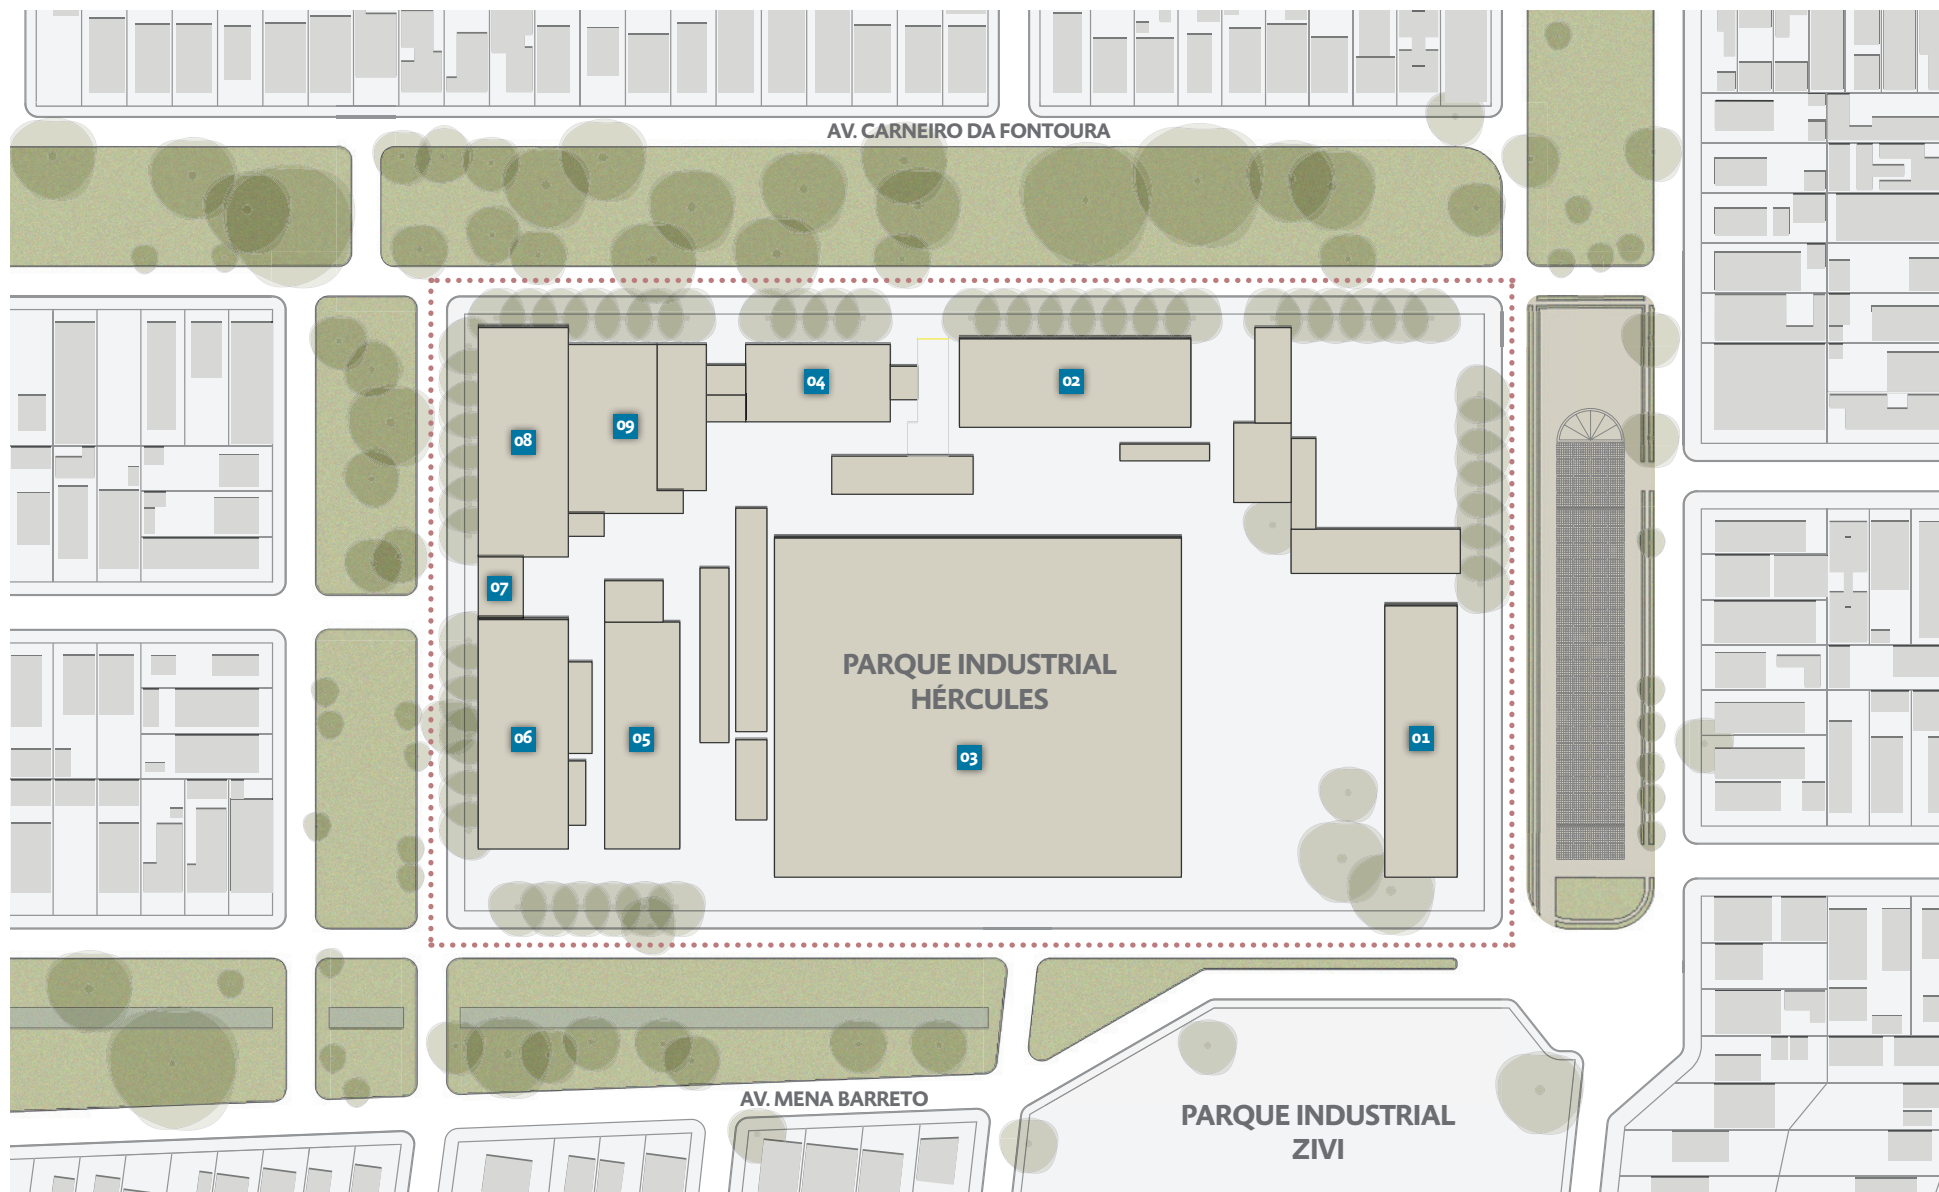 AV. CARNEIRO DA FONTOURA
04
02
09
08
07
PARQUE INDUSTRIAL
HÉRCULES
06
05
01
03
AV. MENA BARRETO
PARQUE INDUSTRIAL
ZIVI